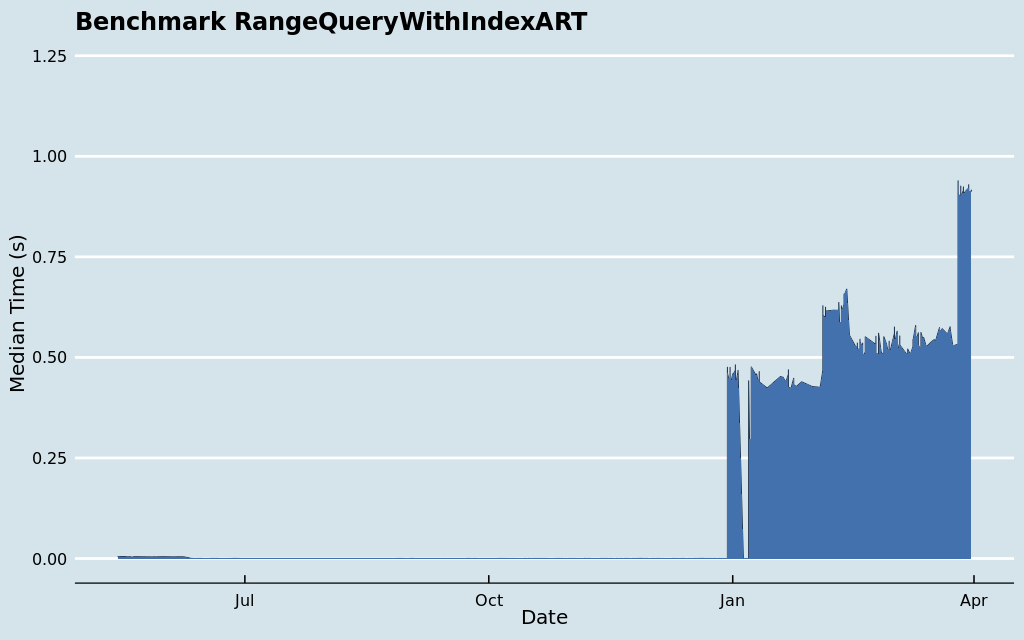 Benchmark RangeQueryWithIndexART
Median Time (s)
1.25
1.00
0.75
0.50
0.25
0.00
Jul
Oct
Jan
Apr
Date